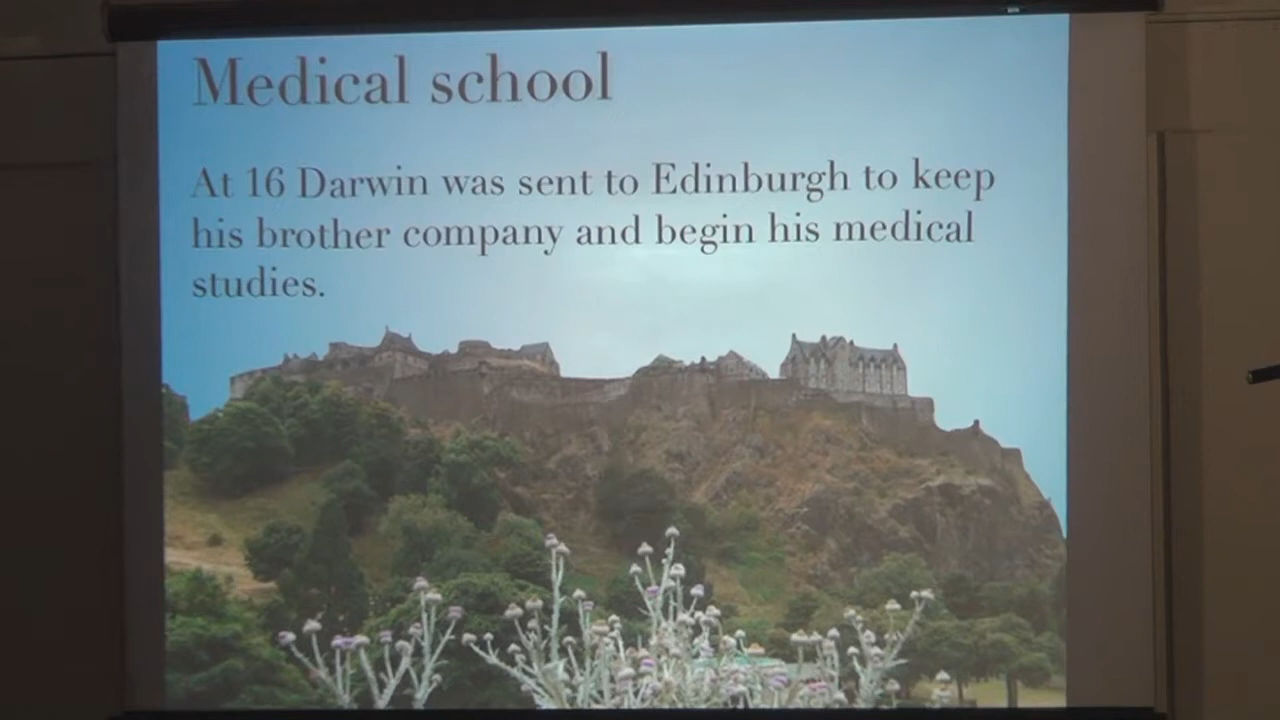 Medical school
At 16 Darwin was sent to Edinburgh to keep
his brother company and begin his medical
studies.